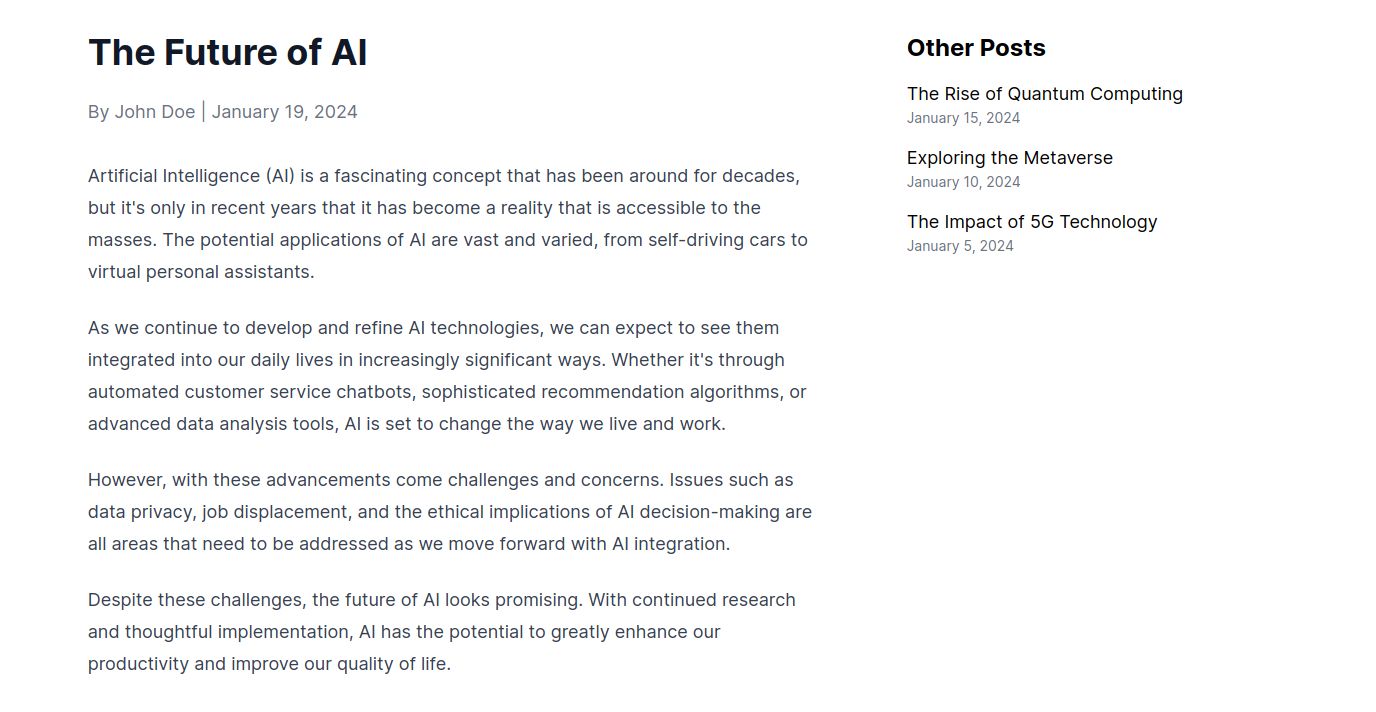 The Future of AI
By John Doe | January 19, 2024
Artificial Intelligence (AI) is a fascinating concept that has been around for decades,
but it's only in recent years that it has become a reality that is accessible to the
masses. The potential applications of AI are vast and varied, from self-driving cars to
virtual personal assistants.
As we continue to develop and refine AI technologies, we can expect to see them
integrated into our daily lives in increasingly significant ways. Whether it's through
automated customer service chatbots, sophisticated recommendation algorithms, or
advanced data analysis tools, AI is set to change the way we live and work.
However, with these advancements come challenges and concerns. Issues such as
data privacy, job displacement, and the ethical implications of AI decision-making are
all areas that need to be addressed as we move forward with AI integration.
Despite these challenges, the future of AI looks promising. With continued research
and thoughtful implementation, AI has the potential to greatly enhance our
productivity and improve our quality of life.
Other Posts
The Rise of Quantum Computing
January 15, 2024
Exploring the Metaverse
January 10, 2024
The Impact of 5G Technology
January 5, 2024